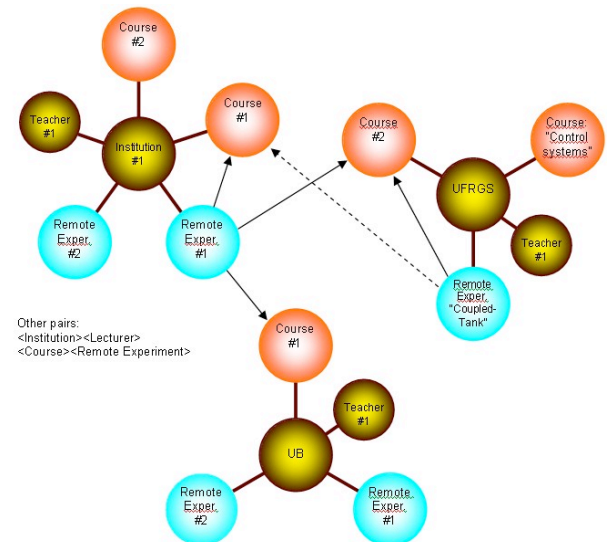 Course
#2
Teacher
#1
Institution
#1
Course
#1
Remote
Exper.
#2
Remote
Exper.
#1
Course
#2
Course:
"Control
systems"
UFRGS
Teacher
#1
Remote
Exper.
"Coupled-
Tank"
Other pairs:
<Institution><Lecturer>
<Course><Remote Experiment>
Course
#1
Teacher
#1
UB
Remote
Exper.
#2
Remote
Exper.
#1